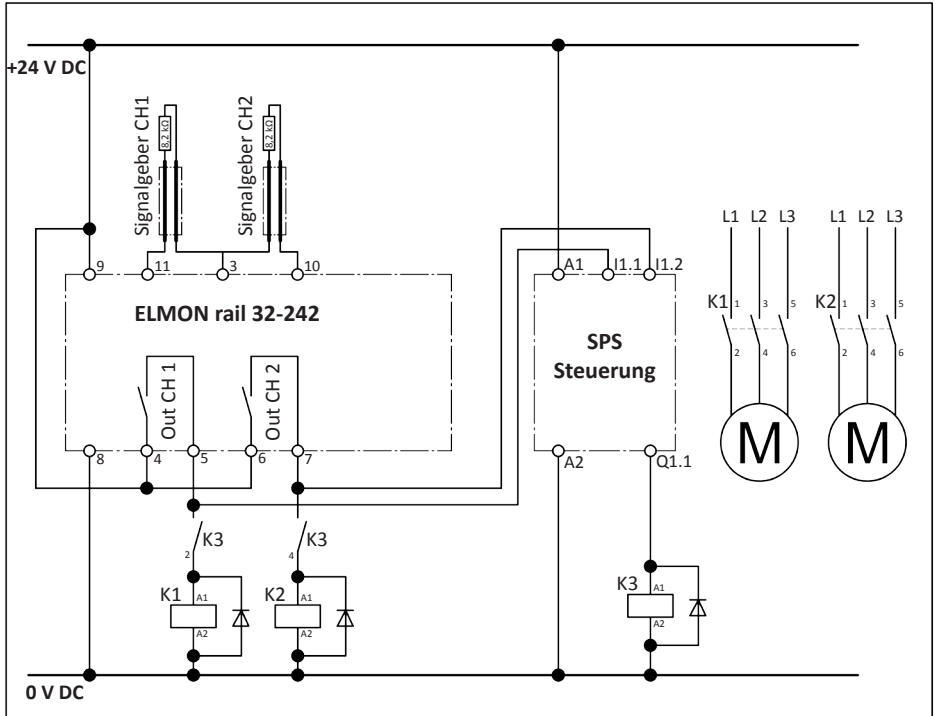 +24 V DC
Signalgeber CH1
8,2 kΩ
Signalgeber CH2
8,2 kΩ
9
11
3
10
ELMON rail 32-242
Out CH 1
Out CH 2
8
4
5
6
7
A1
I1.1
I1.2
SPS
Steuerung
A2
Q1.1
L1 L2 L3
K1
1
3
5
2
4
6
M
L1 L2 L3
K2
1
3
5
2
4
6
M
K3
2
K3
4
K1
A1
A2
K2
A1
A2
K3
A1
A2
0 V DC